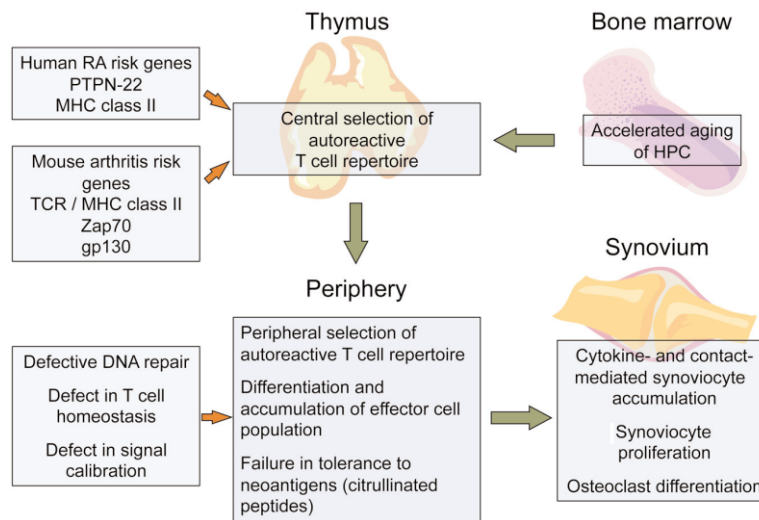 Thymus
Bone marrow
Human RA risk genes
PTPN-22
MHC class II
Central selection of
autoreactive
T cell repertoire
Accelerated aging
of HPC
Mouse arthritis risk
genes
TCR / MHC class II
Zap70
gp130
Periphery
Synovium
Defective DNA repair
Defect in T cell
homeostasis
Defect in signal
calibration
Peripheral selection of
autoreactive T cell repertoire
Differentiation and
accumulation of effector cell
population
Failure in tolerance to
neoantigens (citrullinated
peptides)
Cytokine- and contact-
mediated synoviocyte
accumulation
Synoviocyte
proliferation
Osteoclast differentiation